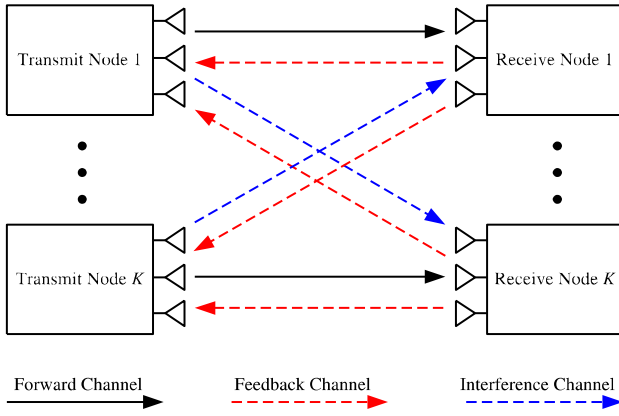 Transmit Node 1
Receive Node 1
Transmit Node K
Receive Node K
Forward Channel
Feedback Channel
Interference Channel